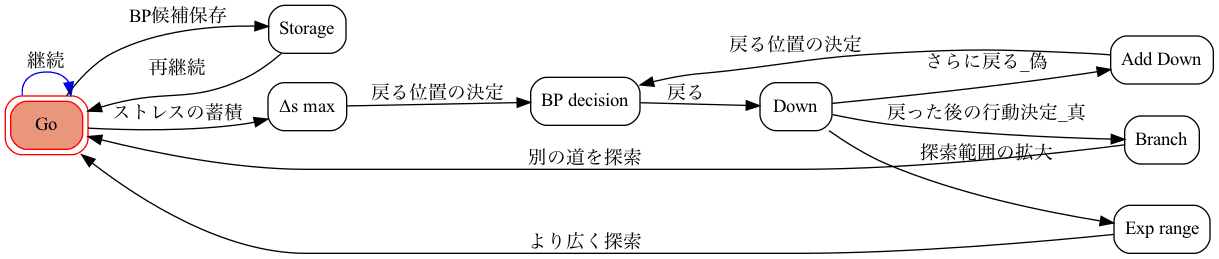 BP候補保存
Storage
継続
再継続
Go
ストレスの蓄積
Δs max
戻る位置の決定
BP decision
戻る
Down
戻る位置の決定
さらに戻る_偽
Add Down
戻った後の行動決定_真
Branch
別の道を探索
探索範囲の拡大
Exp range
より広く探索